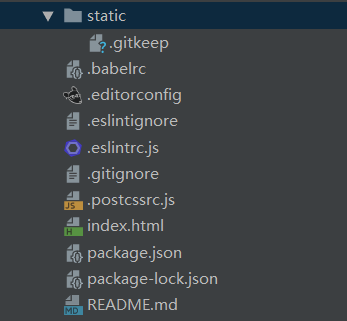 static
.gitkeep
.babelrc
.editorconfig
.eslintignore
.eslintrc.js
.gitignore
.postcssrc.js
index.html
package.json
package-lock.json
README.md